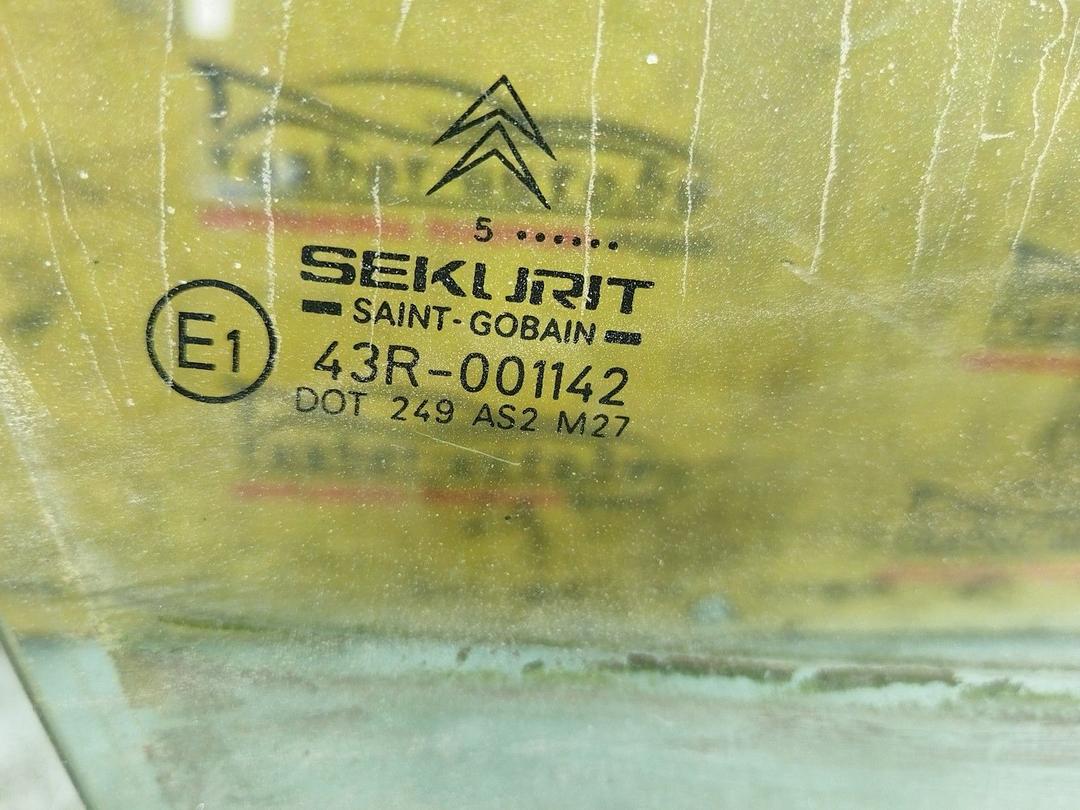 5 ······
SEKURIT
SAINT-GOBAIN
E1
43R-001142
DOT 249 AS2 M27